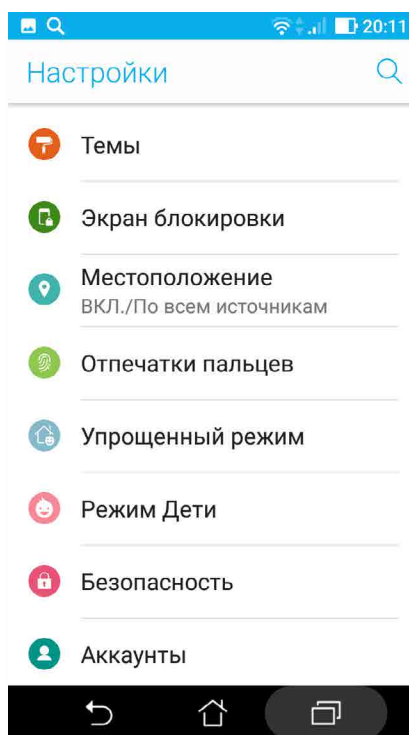 20:11
Настройки
Темы
Экран блокировки
Местоположение
ВКЛ./По всем источникам
Отпечатки пальцев
Упрощенный режим
Режим Дети
Безопасность
Аккаунты